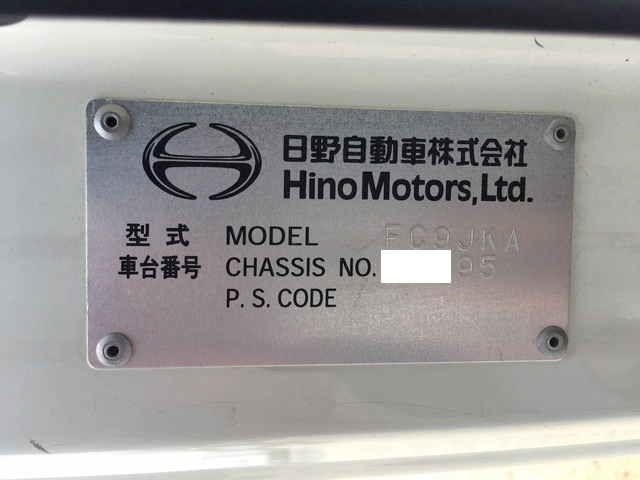 日野自動車株式会社
Hino Motors, Ltd.
型式 MODEL FC9JKA
車台番号 CHASSIS NO. 95
P.S.CODE